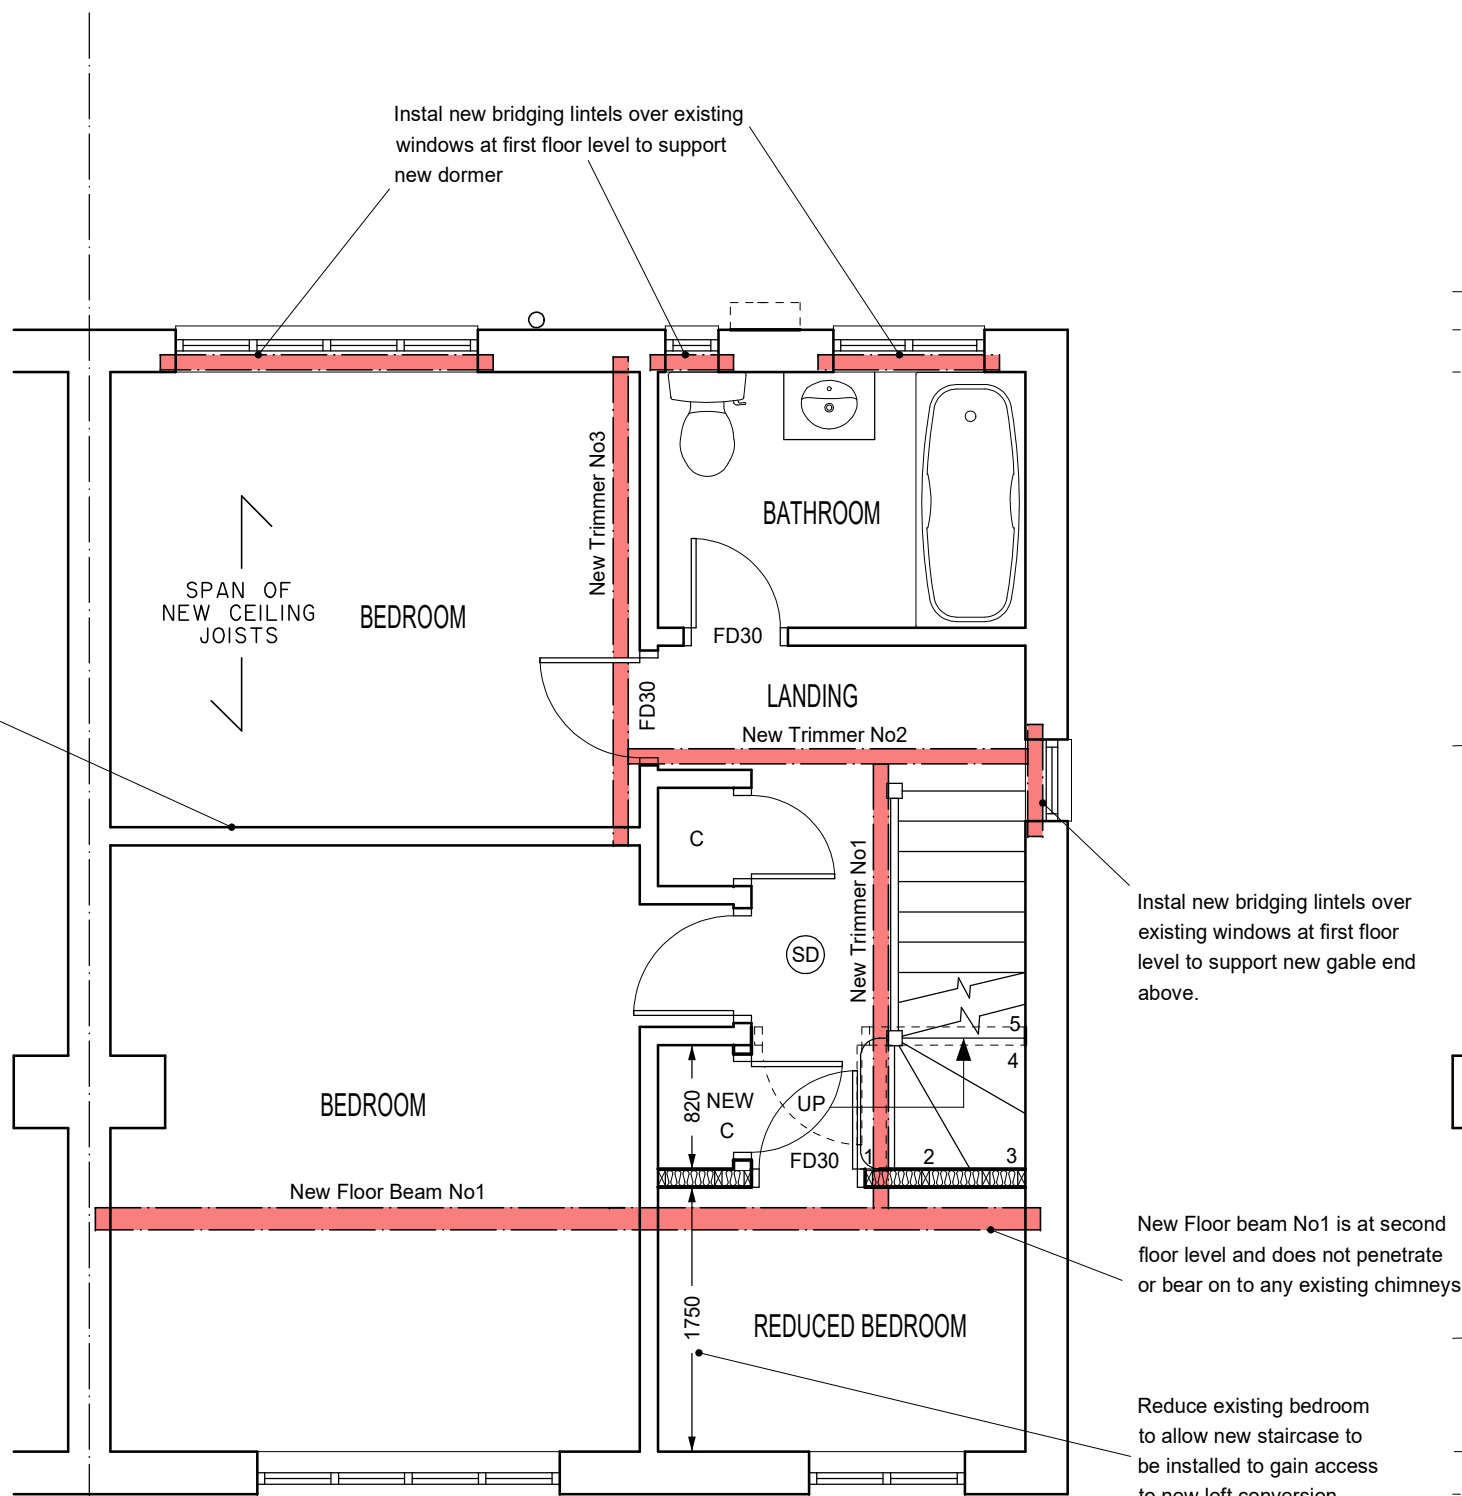 Instal new bridging lintels over existing
windows at first floor level to support
new dormer
New Trimmer No3
BATHROOM
SPAN OF
NEW CEILING
JOISTS
BEDROOM
FD30
FD30
LANDING
New Trimmer No2
C
New Trimmer No1
Instal new bridging lintels over
existing windows at first floor
level to support new gable end
above.
SD
5
4
BEDROOM
820
NEW
C
UP
FD30
1
2
3
New Floor Beam No1
New Floor beam No1 is at second
floor level and does not penetrate
or bear on to any existing chimneys
1750
REDUCED BEDROOM
Reduce existing bedroom
to allow new staircase to
be installed to gain access
to new loft conversion